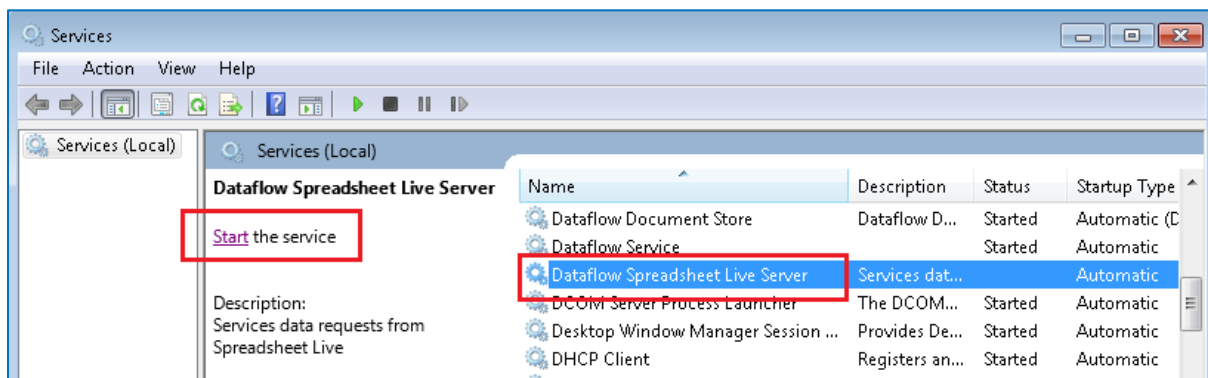 Services
File Action View Help
Services (Local)
Services (Local)
Dataflow Spreadsheet Live Server
Start the service
Description:
Services data requests from
Spreadsheet Live
Name Description Status Startup Type
Dataflow Document Store Dataflow D... Started Automatic (D
Dataflow Service Started Automatic
Dataflow Spreadsheet Live Server Services dat... Automatic
DCOM Server Process Launcher The DCOM... Started Automatic
Desktop Window Manager Session ... Provides De... Started Automatic
DHCP Client Registers an... Started Automatic